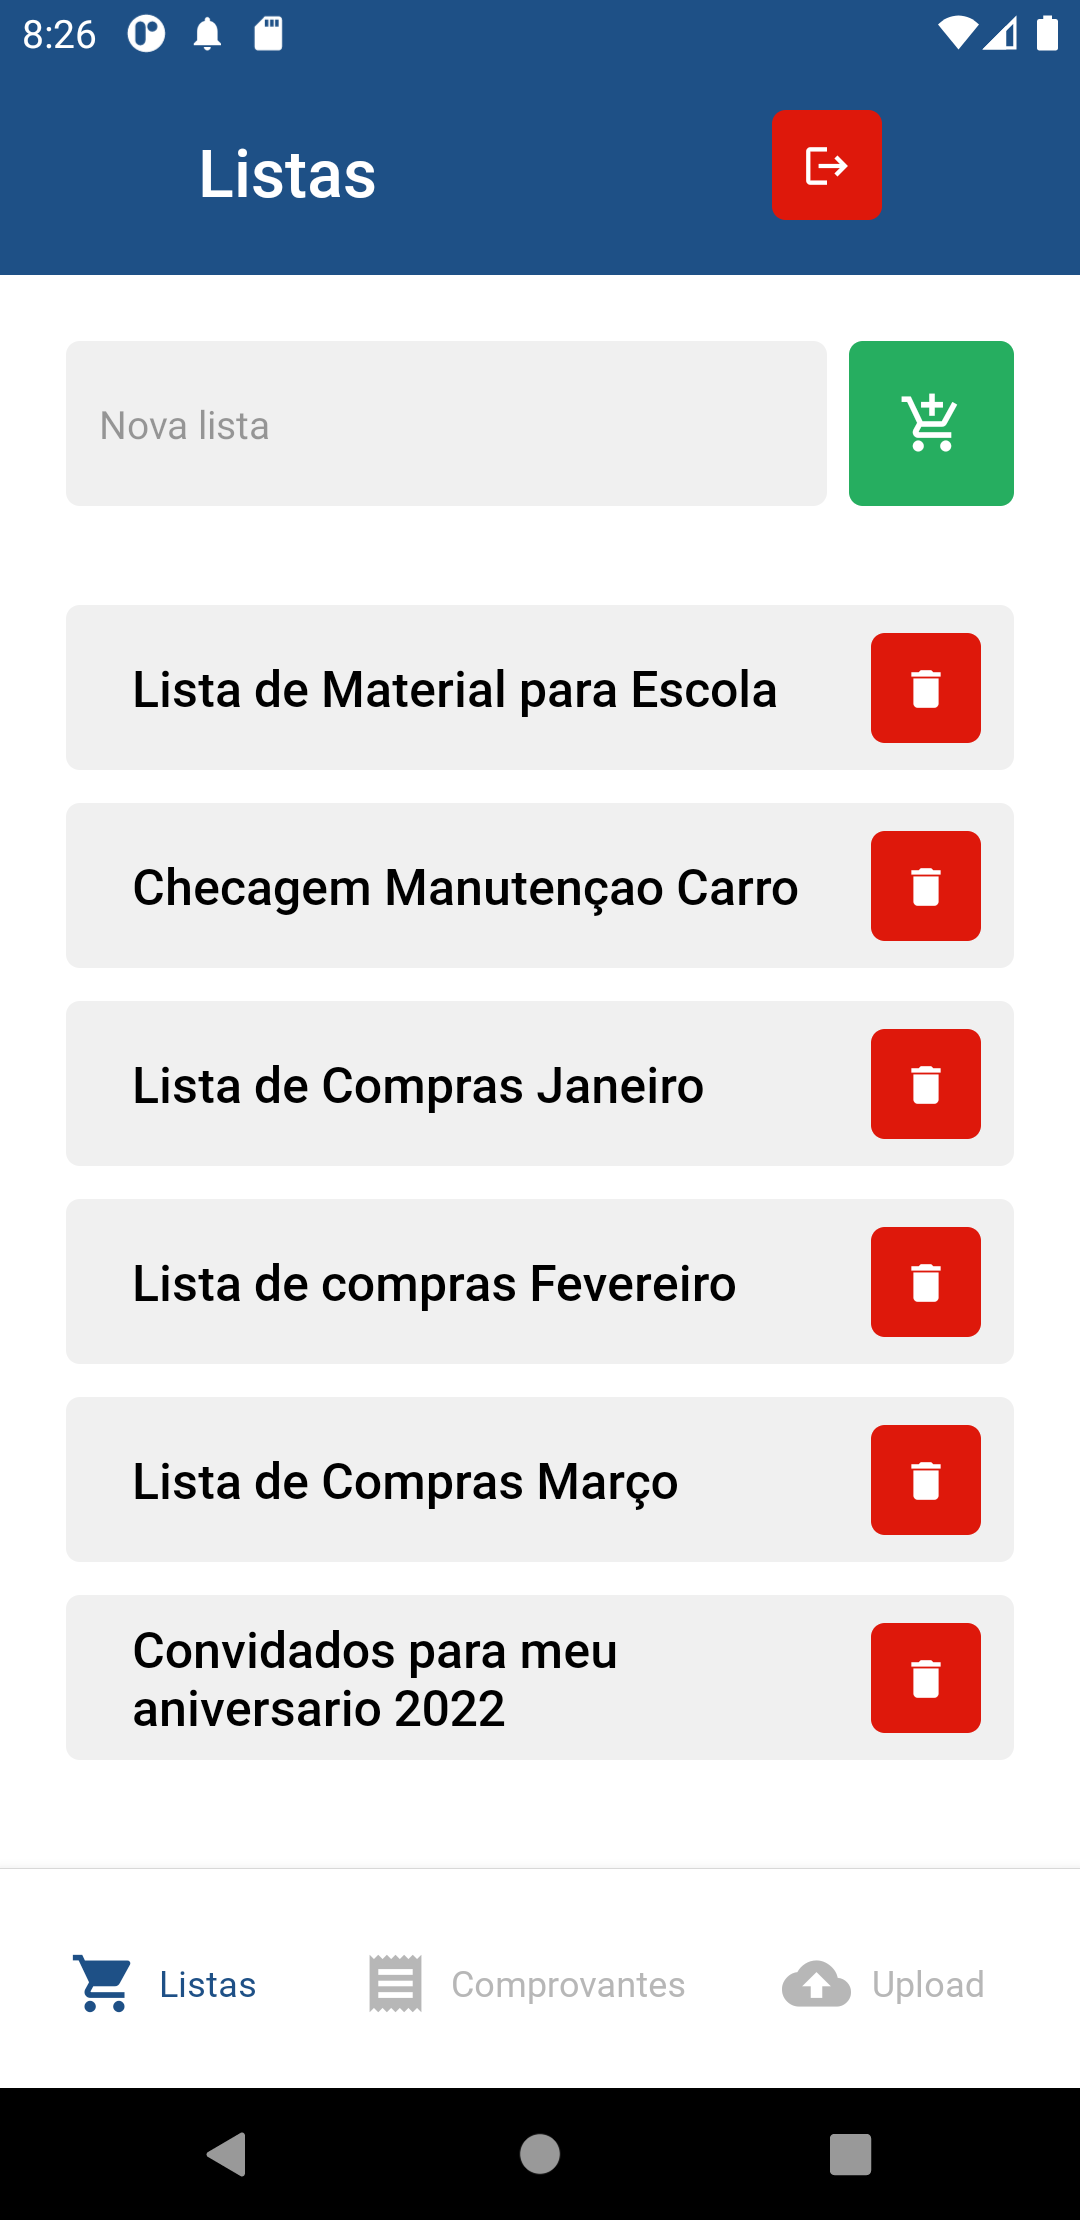 8:26
Listas
Nova lista
Lista de Material para Escola
Checagem Manutençao Carro
Lista de Compras Janeiro
Lista de compras Fevereiro
Lista de Compras Março
Convidados para meu
aniversario 2022
Listas
Comprovantes
Upload